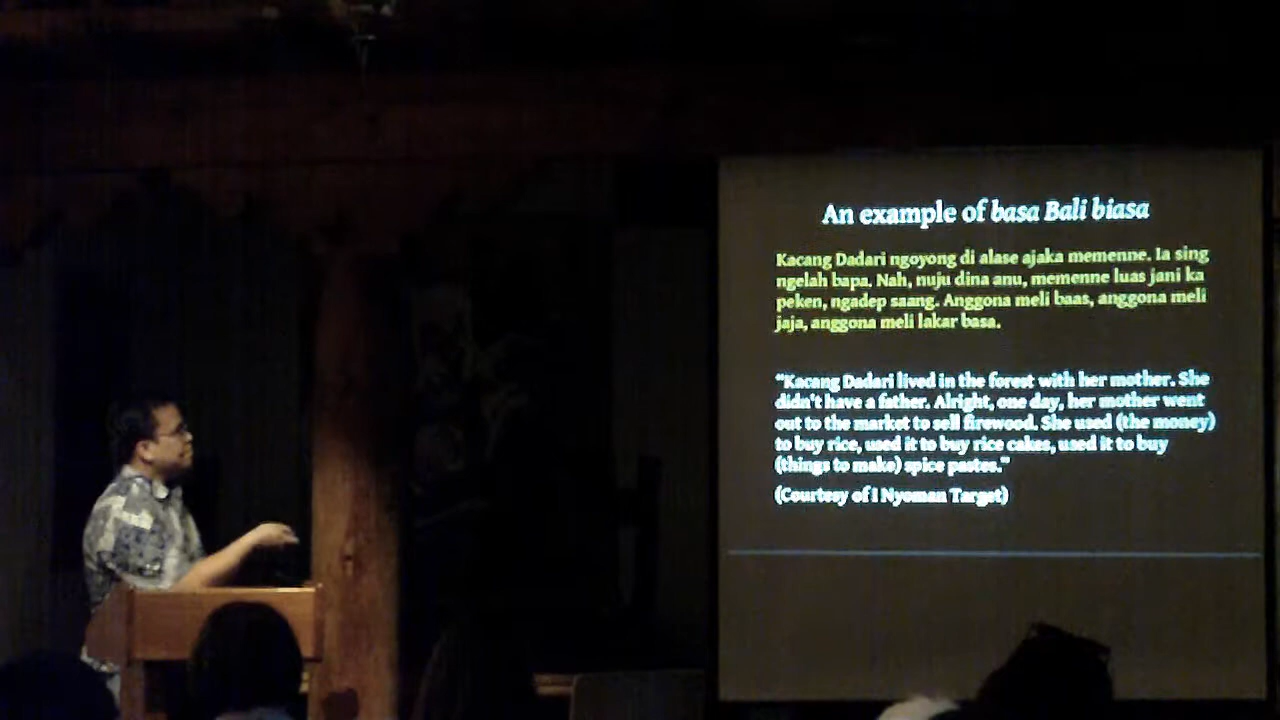 An example of basa Bali biasa
Kacang Dadari ngoyong di alase ajaka memenne. Ia sing
ngelah bapa. Nah, nuju dina anu, memenne luas jani ka
peken, ngadep saang. Anggona meli baas, anggona meli
jaja, anggona meli lakar basa.
"Kacang Dadari lived in the forest with her mother. She
didn't have a father. Alright, one day, her mother went
out to the market to sell firewood. She used (the money)
to buy rice, used it to buy rice cakes, used it to buy
(things to make) spice pastes."
(Courtesy of I Nyoman Target)